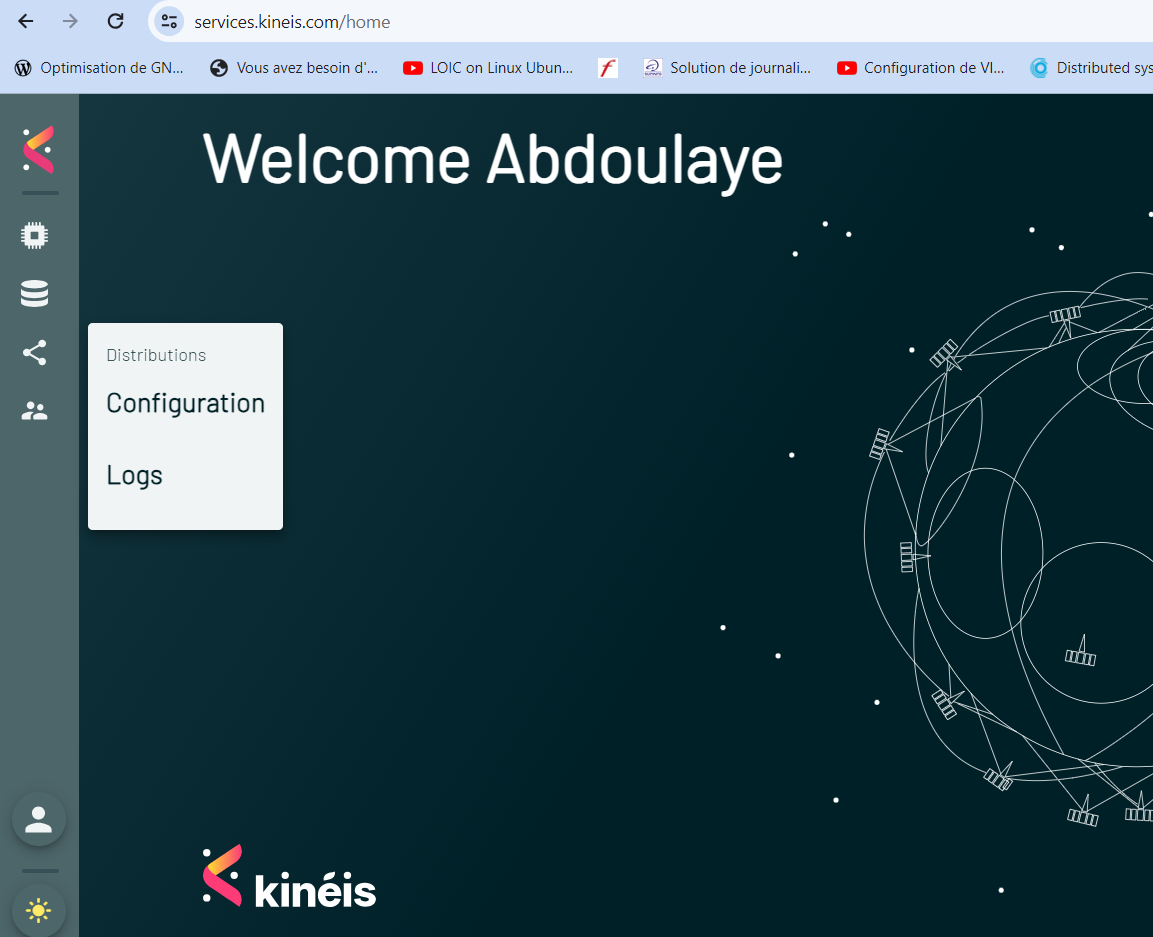 services.kineis.com/home
Optimisation de GN...
Vous avez besoin d'...
LOIC on Linux Ubun...
Solution de journali...
Configuration de VI...
Distributed sys
Welcome Abdoulaye
Distributions
Configuration
Logs
kinéis